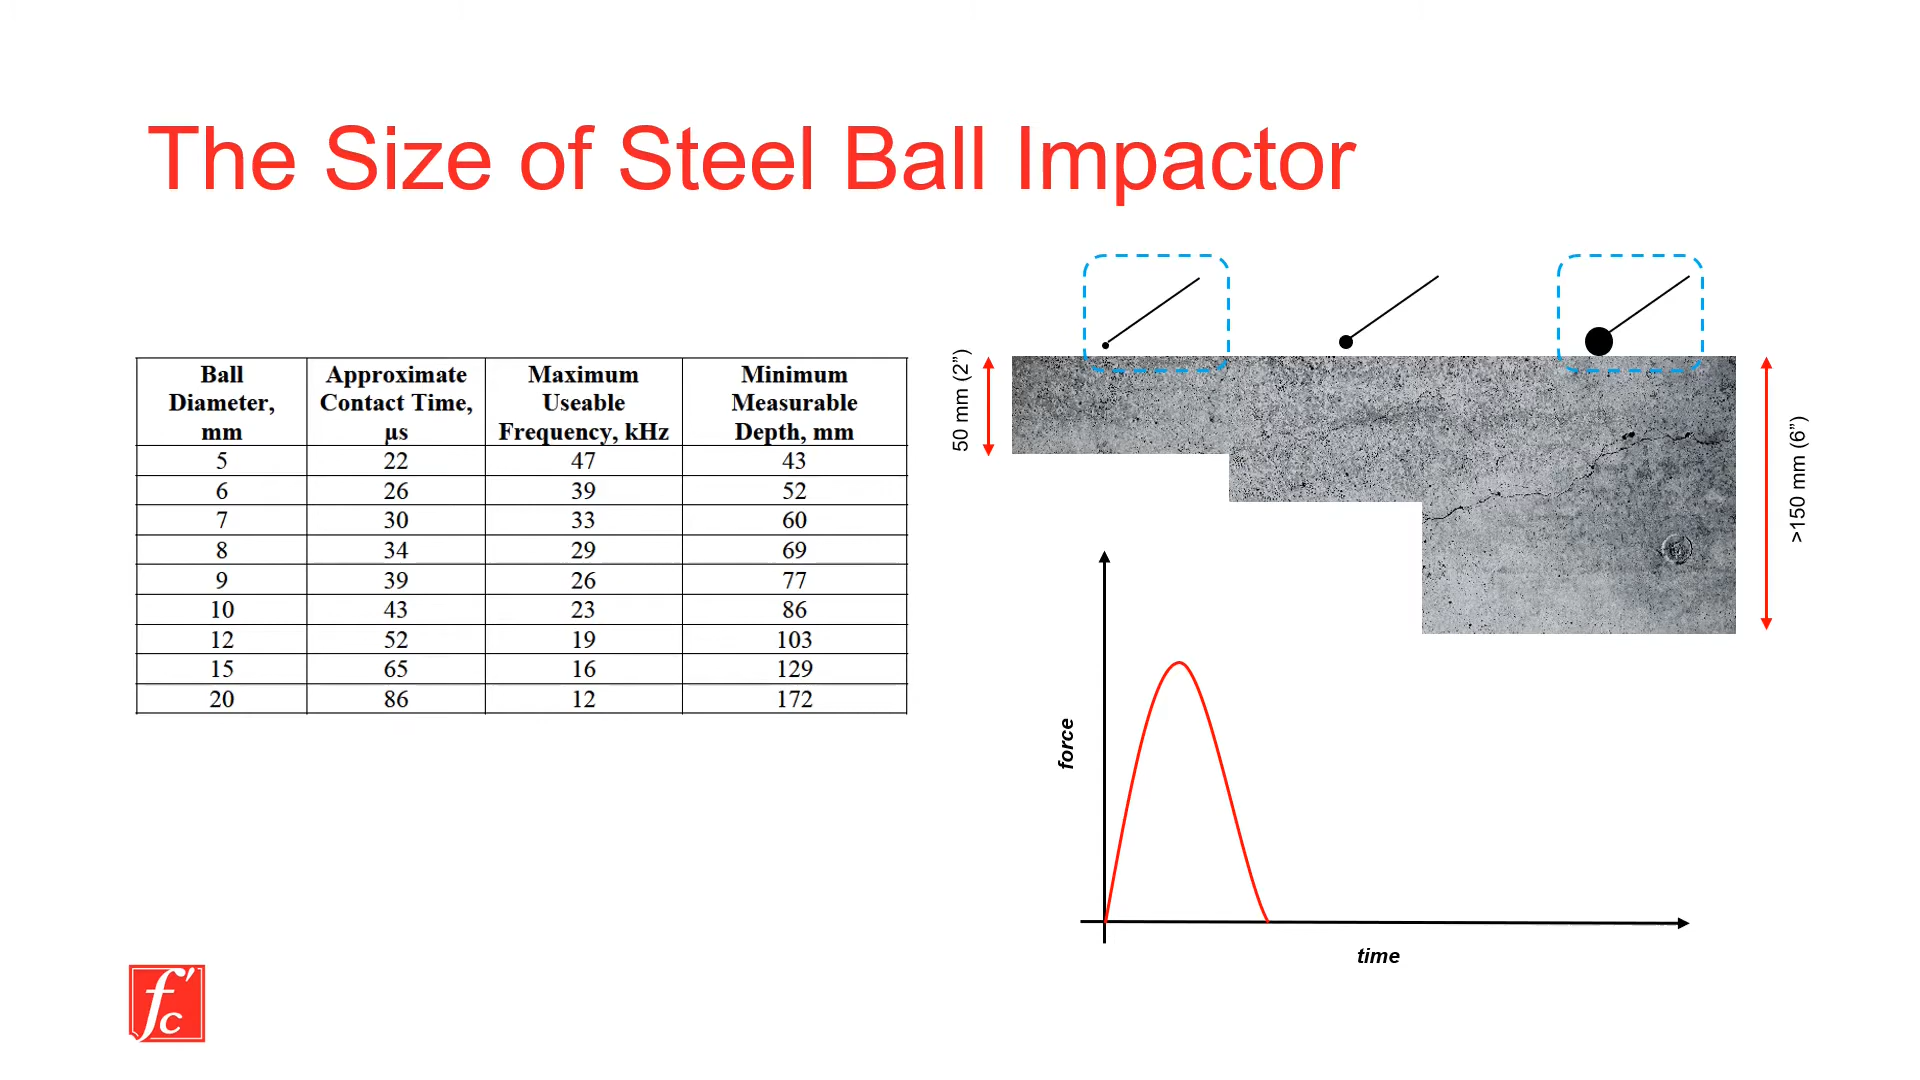 The Size of Steel Ball Impactor
Ball Diameter, mm | Approximate Contact Time, µs | Maximum Useable Frequency, kHz | Minimum Measurable Depth, mm
5 | 22 | 47 | 43
6 | 26 | 39 | 52
7 | 30 | 33 | 60
8 | 34 | 29 | 69
9 | 39 | 26 | 77
10 | 43 | 23 | 86
12 | 52 | 19 | 103
15 | 65 | 16 | 129
20 | 86 | 12 | 172
50 mm (2”)
>150 mm (6”)
force
time
f'c